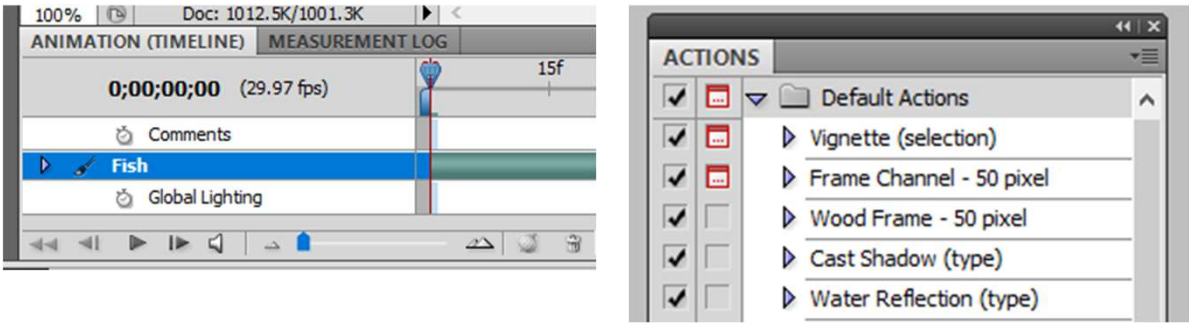 100% Doc: 1012.5K/1001.3K
ANIMATION (TIMELINE) MEASUREMENT LOG
0;00;00;00 (29.97 fps) 15f
Comments
Fish
Global Lighting
ACTIONS
Default Actions
Vignette (selection)
Frame Channel - 50 pixel
Wood Frame - 50 pixel
Cast Shadow (type)
Water Reflection (type)